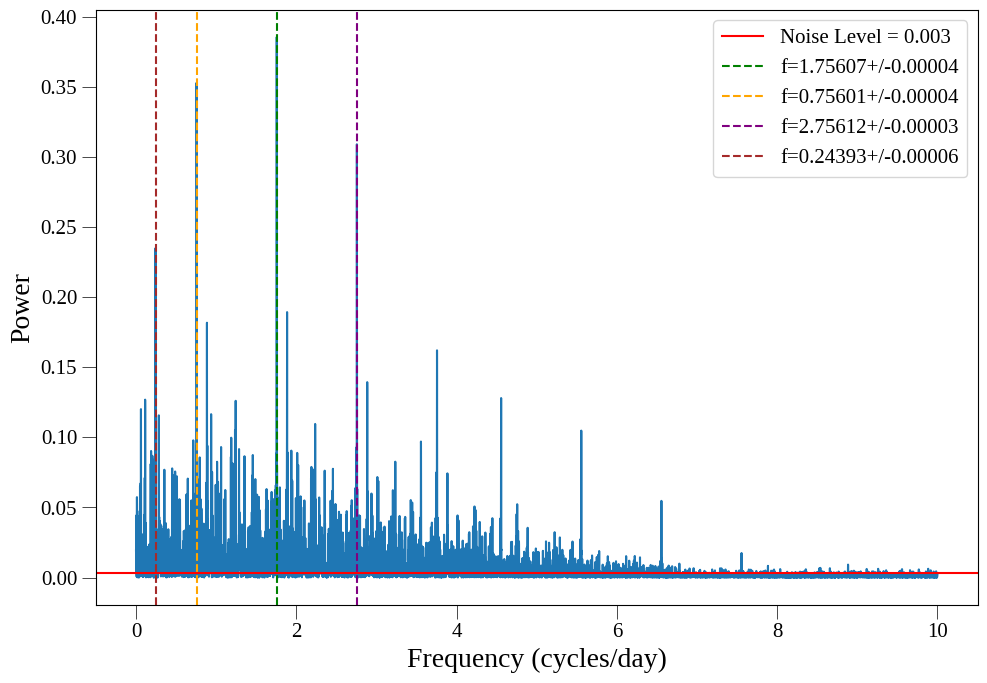 0.40
0.35
0.30
0.25
0.20
0.15
0.10
0.05
0.00
Power
Noise Level = 0.003
f=1.75607+/-0.00004
f=0.75601+/-0.00004
f=2.75612+/-0.00003
f=0.24393+/-0.00006
0 2 4 6 8 10
Frequency (cycles/day)